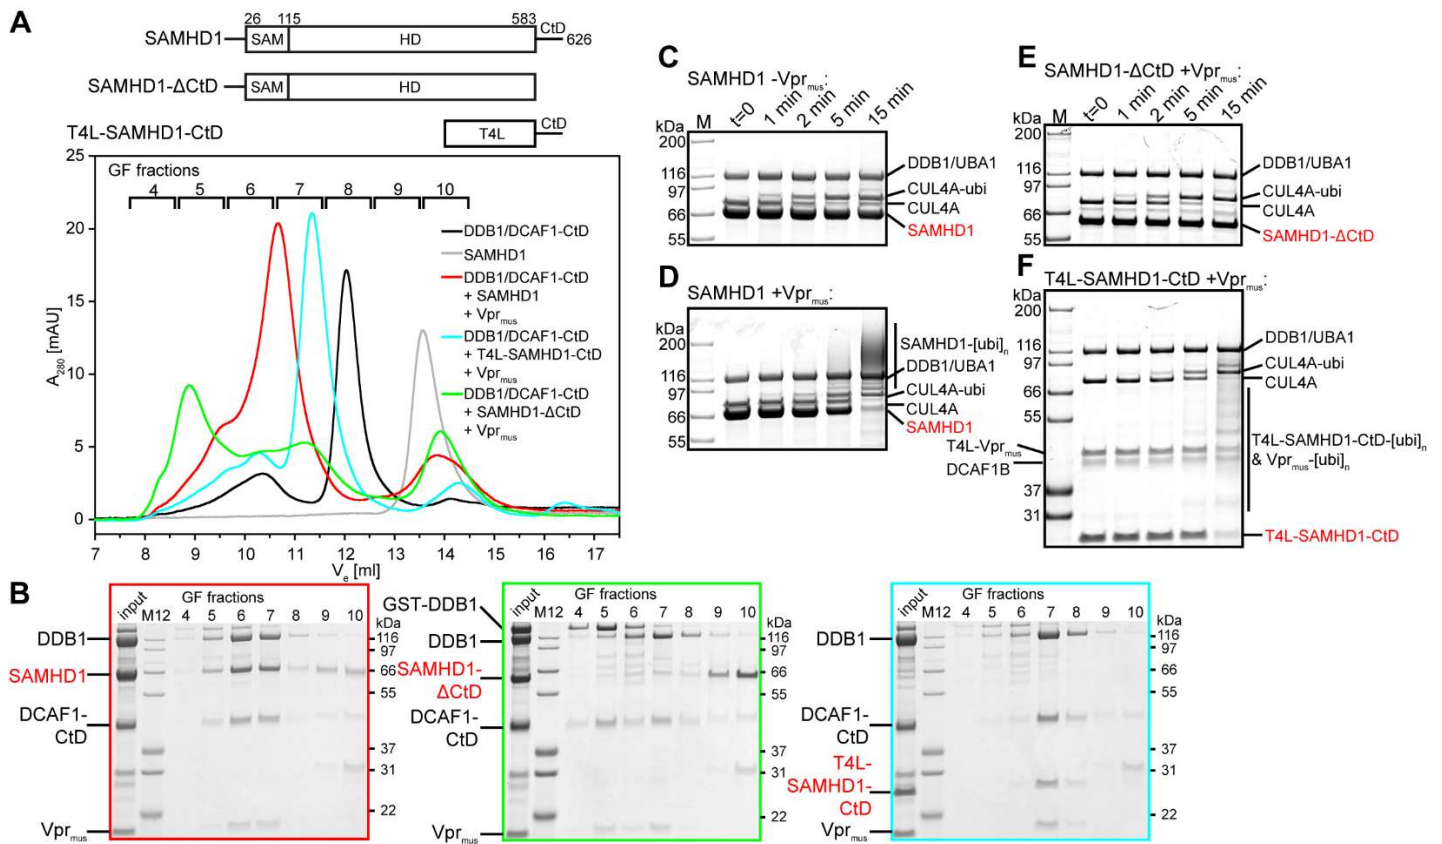 A
26 115 583
SAMHD1 SAM HD CtD 626
SAMHD1-ΔCtD SAM HD
T4L-SAMHD1-CtD T4L CtD
GF fractions
4 5 6 7 8 9 10
25
20
15
10
5
0
A280 [mAU]
DDB1/DCAF1-CtD
SAMHD1
DDB1/DCAF1-CtD
+ SAMHD1
+ Vprmus
DDB1/DCAF1-CtD
+ T4L-SAMHD1-CtD
+ Vprmus
DDB1/DCAF1-CtD
+ SAMHD1-ΔCtD
+ Vprmus
7 8 9 10 11 12 13 14 15 16 17
Ve [ml]
B
input M12 GF fractions
4 5 6 7 8 9 10
kDa
116
97
66
55
37
31
22
DDB1
SAMHD1
DCAF1-
CtD
Vprmus
input M12 GF fractions
4 5 6 7 8 9 10
kDa
116
97
66
55
37
31
22
GST-DDB1
DDB1
SAMHD1-
ΔCtD
DCAF1-
CtD
Vprmus
input M12 GF fractions
4 5 6 7 8 9 10
kDa
116
97
66
55
37
31
22
DDB1
DCAF1-
CtD
T4L-
SAMHD1-
CtD
Vprmus
C
SAMHD1 -Vprmus:
kDa M t=0 1 min 2 min 5 min 15 min
200
116
97
66
55
DDB1/UBA1
CUL4A-ubi
CUL4A
SAMHD1
D
SAMHD1 +Vprmus:
kDa
200
116
97
66
55
SAMHD1-[ubi]n
DDB1/UBA1
CUL4A-ubi
CUL4A
SAMHD1
E
SAMHD1-ΔCtD +Vprmus:
kDa M t=0 1 min 2 min 5 min 15 min
200
116
97
66
55
DDB1/UBA1
CUL4A-ubi
CUL4A
SAMHD1-ΔCtD
F
T4L-SAMHD1-CtD +Vprmus:
kDa
200
116
97
66
55
37
31
T4L-Vprmus
DCAF1B
DDB1/UBA1
CUL4A-ubi
CUL4A
T4L-SAMHD1-CtD-[ubi]n
& Vprmus-[ubi]n
T4L-SAMHD1-CtD